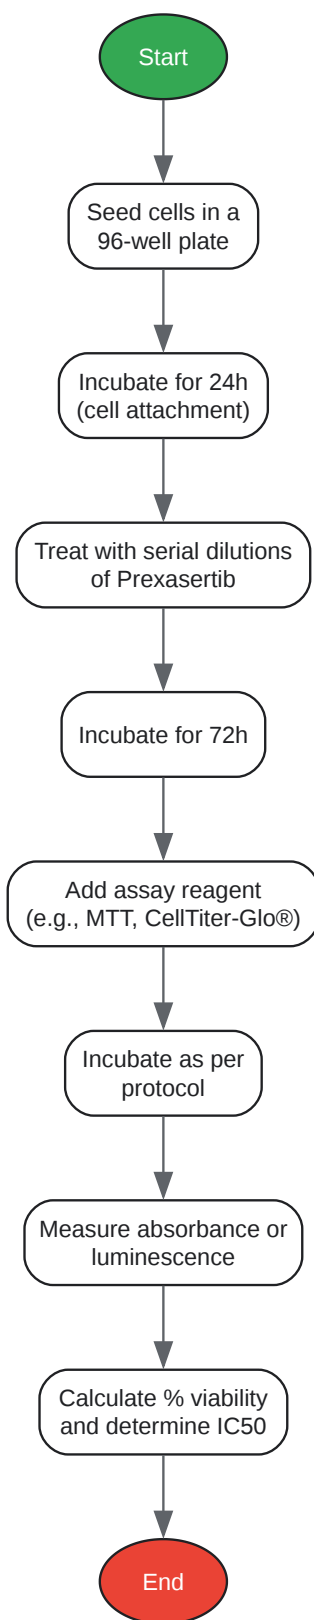 Start
Seed cells in a
96-well plate
Incubate for 24h
(cell attachment)
Treat with serial dilutions
of Prexasertib
Incubate for 72h
Add assay reagent
(e.g., MTT, CellTiter-Glo®)
Incubate as per
protocol
Measure absorbance or
luminescence
Calculate % viability
and determine IC50
End